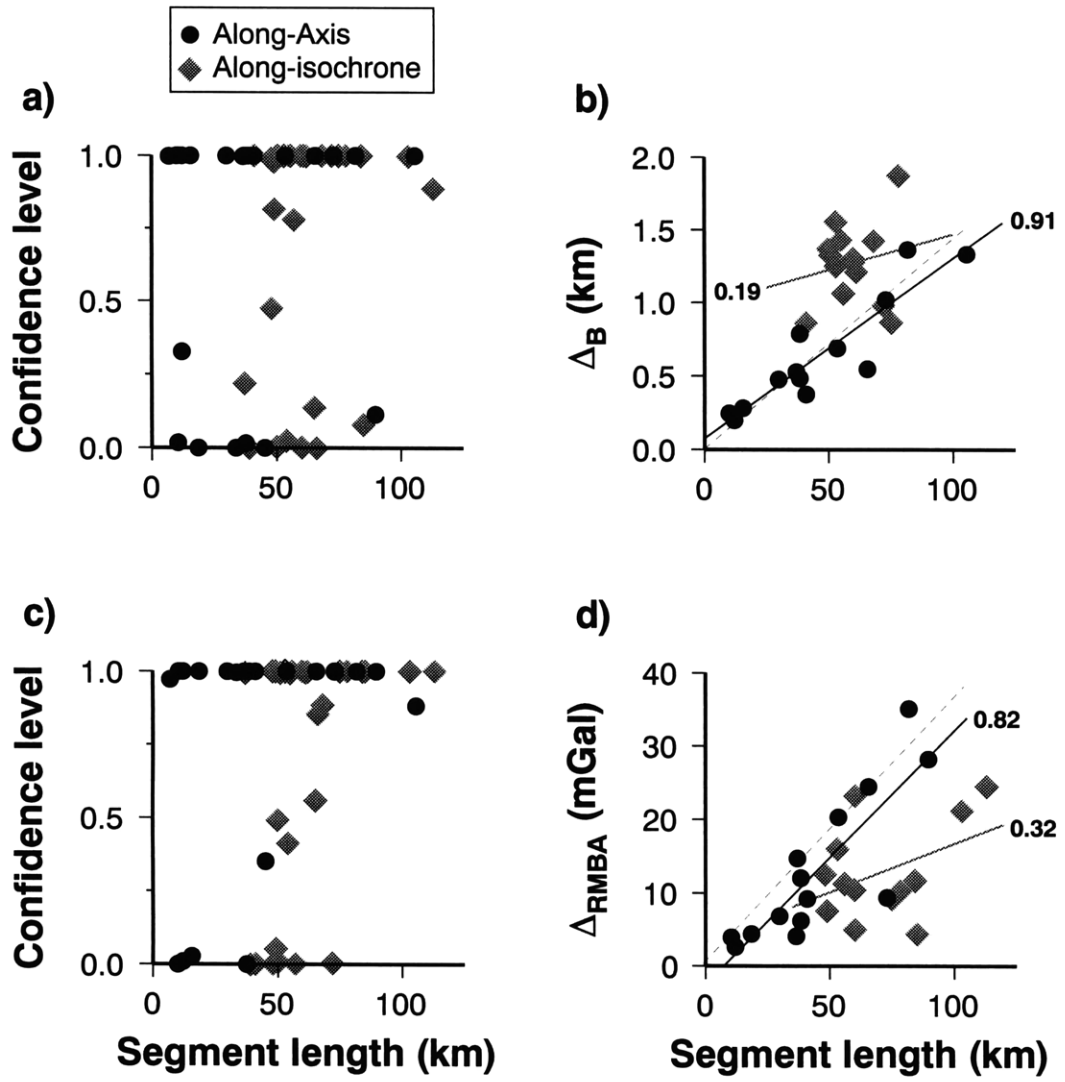 Along-Axis
Along-isochrone
a)
Confidence level
1.0
0.5
0.0
0
50
100
b)
Δ_B (km)
2.0
1.5
1.0
0.5
0.0
0
50
100
0.91
0.19
c)
Confidence level
1.0
0.5
0.0
0
50
100
Segment length (km)
d)
Δ_RMBA (mGal)
40
30
20
10
0
0
50
100
0.82
0.32
Segment length (km)